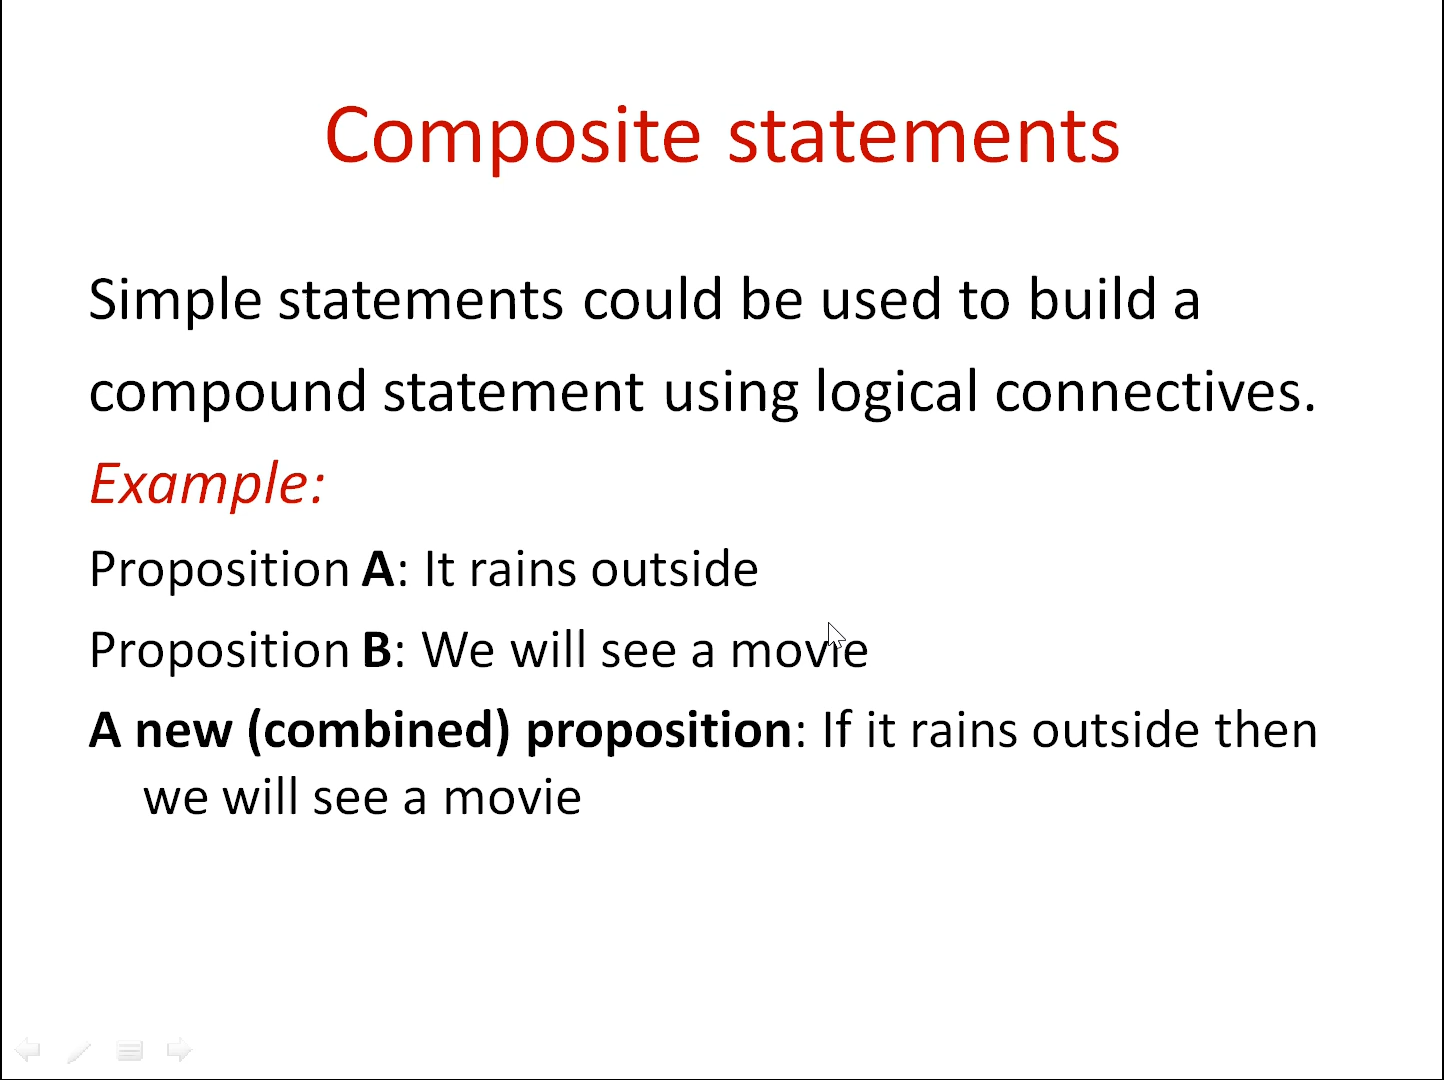 Composite statements
Simple statements could be used to build a
compound statement using logical connectives.
Example:
Proposition A: It rains outside
Proposition B: We will see a movie
A new (combined) proposition: If it rains outside then
we will see a movie